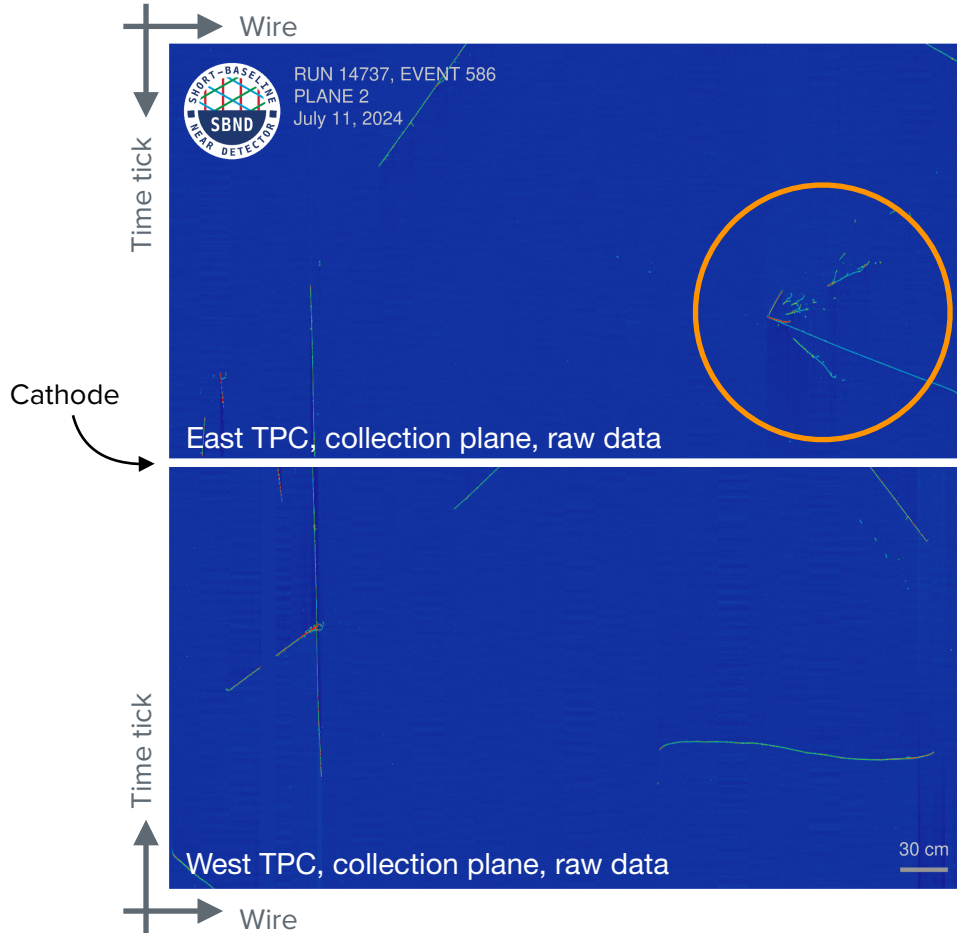 Wire
Time tick
SHORT-BASELINE
NEAR DETECTOR
SBND
RUN 14737, EVENT 586
PLANE 2
July 11, 2024
Cathode
East TPC, collection plane, raw data
Time tick
30 cm
West TPC, collection plane, raw data
Wire